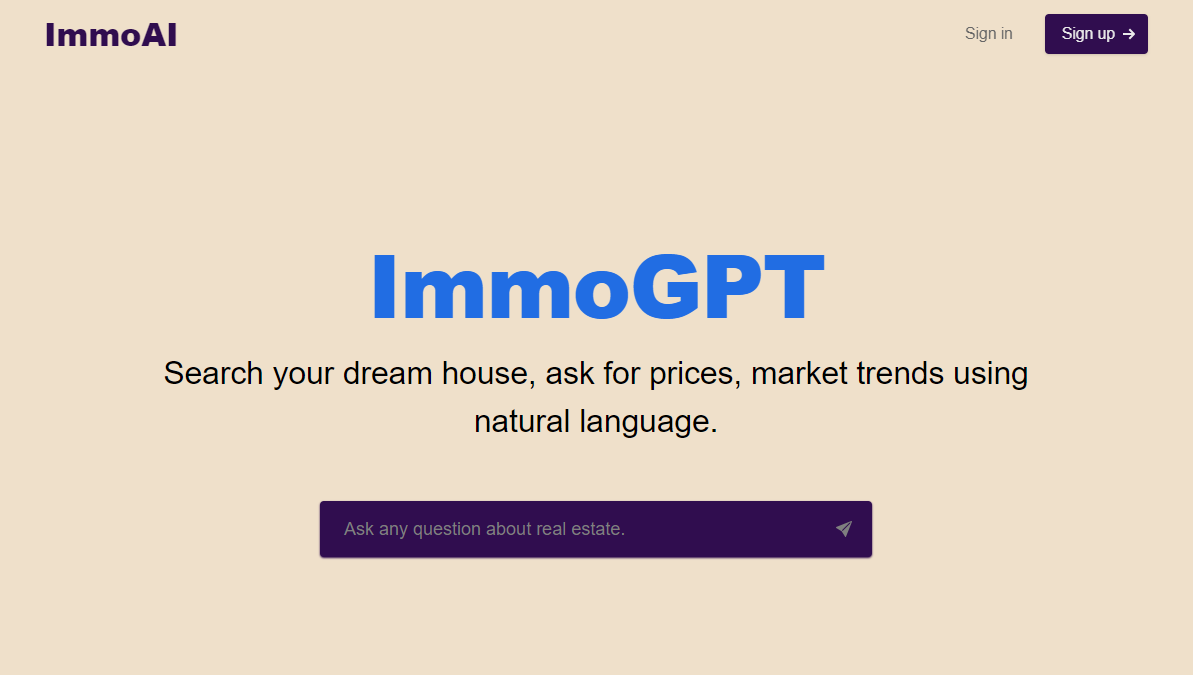 ImmoAI
Sign in
Sign up
ImmoGPT
Search your dream house, ask for prices, market trends using
natural language.
Ask any question about real estate.